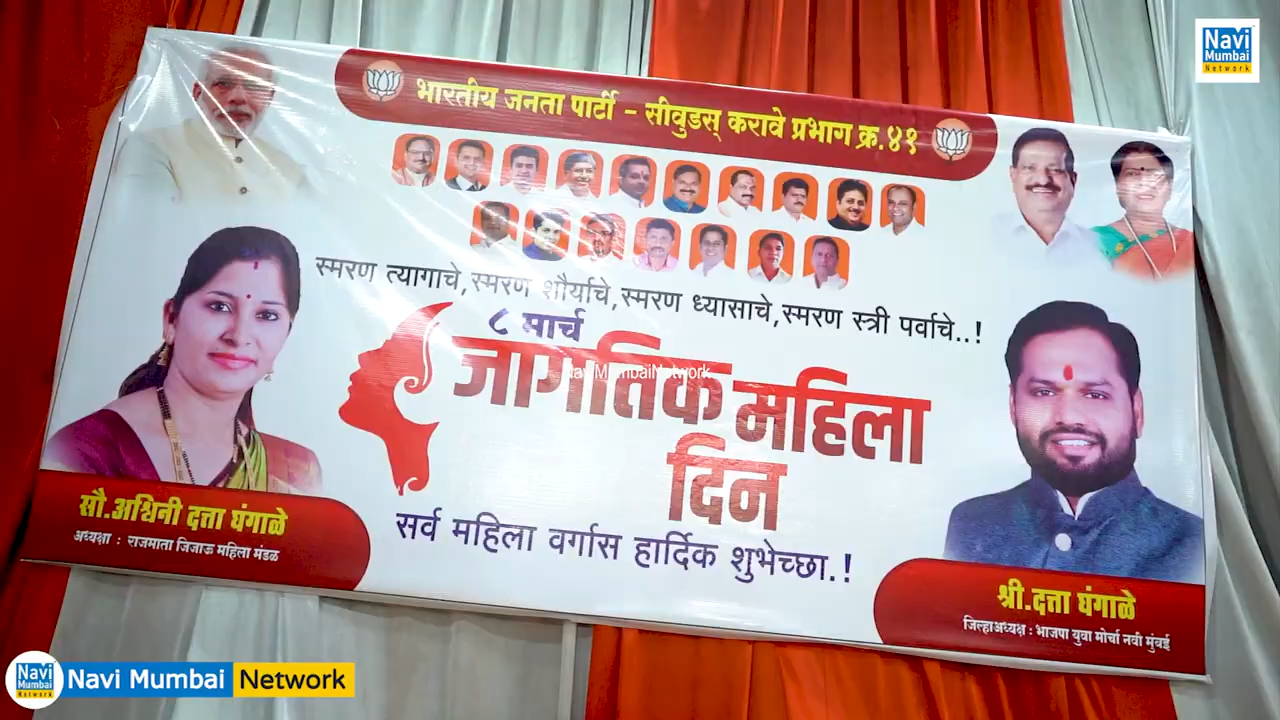 Navi
Mumbai
Network
भारतीय जनता पार्टी - सीवुडस् करावे प्रभाग क्र.४१
स्मरण त्यागाचे,स्मरण शौर्याचे,स्मरण ध्यासाचे,स्मरण स्त्री पर्वाचे..!
८ मार्च
जागतिक महिला
NaviMumbaiNetwork
दिन
सर्व महिला वर्गास हार्दिक शुभेच्छा.!
सौ.अश्विनी दत्ता घंगाळे
अध्यक्षा : राजमाता जिजाऊ महिला मंडळ
श्री.दत्ता घंगाळे
जिल्हाअध्यक्ष : भाजपा युवा मोर्चा नवी मुंबई
Navi
Mumbai
Network
Navi Mumbai Network